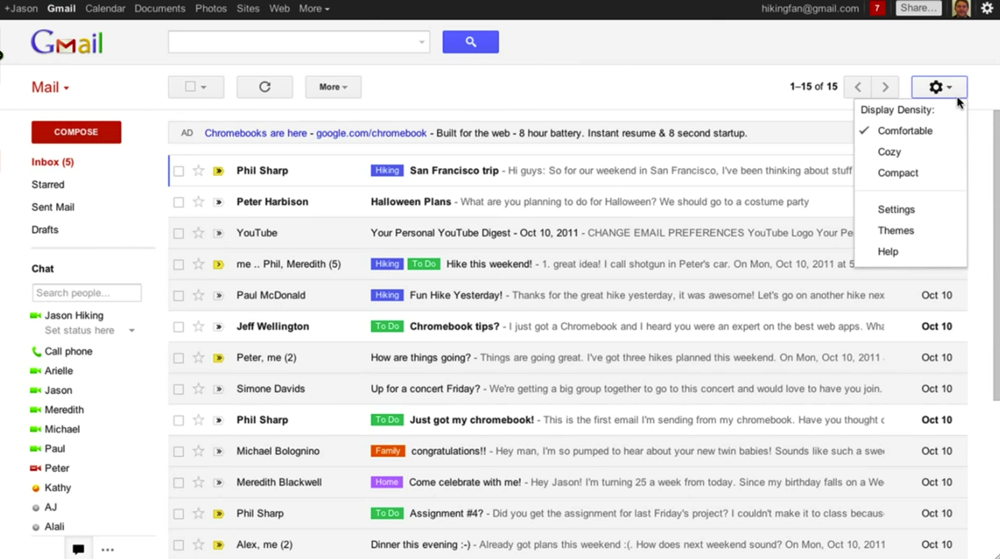 +Jason Gmail Calendar Documents Photos Sites Web More hikingfan@gmail.com 7 Share...
Gmail
Mail More 1–15 of 15
Display Density:
Comfortable
Cozy
Compact
Settings
Themes
Help
COMPOSE
Inbox (5)
Starred
Sent Mail
Drafts
Chat
Search people...
Jason Hiking
Set status here
Call phone
Arielle
Jason
Meredith
Michael
Paul
Peter
Kathy
AJ
Alali
AD Chromebooks are here - google.com/chromebook - Built for the web - 8 hour battery. Instant resume & 8 second startup.
Phil Sharp Hiking San Francisco trip - Hi guys: So for our weekend in San Francisco, I've been thinking about stuff
Peter Harbison Halloween Plans - What are you planning to do for Halloween? We should go to a costume party
YouTube Your Personal YouTube Digest - Oct 10, 2011 - CHANGE EMAIL PREFERENCES YouTube Logo Your Pe
me .. Phil, Meredith (5) Hiking To Do Hike this weekend! - 1. great idea! I call shotgun in Peter's car. On Mon, Oct 10, 2011 at 5
Paul McDonald Hiking Fun Hike Yesterday! - Thanks for the great hike yesterday, it was awesome! Let's go on another hike nex Oct 10
Jeff Wellington To Do Chromebook tips? - I just got a Chromebook and I heard you were an expert on the best web apps. Wha Oct 10
Peter, me (2) How are things going? - Things are going great. I've got three hikes planned this weekend. On Mon, Oct 10, 2011 Oct 10
Simone Davids Up for a concert Friday? - We're getting a big group together to go to this concert and would love to have you join. Oct 10
Phil Sharp To Do Just got my chromebook! - This is the first email I'm sending from my chromebook. Have you thought Oct 10
Michael Bolognino Family congratulations!! - Hey man, I'm so pumped to hear about your new twin babies! Sounds like such a swe Oct 10
Meredith Blackwell Home Come celebrate with me! - Hey Jason! I'm turning 25 a week from today. Since my birthday falls on a We Oct 10
Phil Sharp To Do Assignment #4? - Did you get the assignment for last Friday's project? I couldn't make it to class becaus Oct 10
Alex, me (2) Dinner this evening :-) - Already got plans this weekend :(. How does next weekend sound? On Mon, Oct 10, 2011 Oct 10